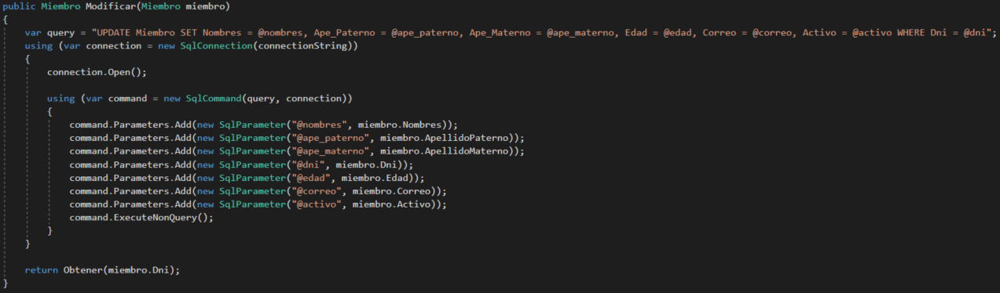 public Miembro Modificar(Miembro miembro)
{
    var query = "UPDATE Miembro SET Nombres = @nombres, Ape_Paterno = @ape_paterno, Ape_Materno = @ape_materno, Edad = @edad, Correo = @correo, Activo = @activo WHERE Dni = @dni";
    using (var connection = new SqlConnection(connectionString))
    {
        connection.Open();

        using (var command = new SqlCommand(query, connection))
        {
            command.Parameters.Add(new SqlParameter("@nombres", miembro.Nombres));
            command.Parameters.Add(new SqlParameter("@ape_paterno", miembro.ApellidoPaterno));
            command.Parameters.Add(new SqlParameter("@ape_materno", miembro.ApellidoMaterno));
            command.Parameters.Add(new SqlParameter("@dni", miembro.Dni));
            command.Parameters.Add(new SqlParameter("@edad", miembro.Edad));
            command.Parameters.Add(new SqlParameter("@correo", miembro.Correo));
            command.Parameters.Add(new SqlParameter("@activo", miembro.Activo));
            command.ExecuteNonQuery();
        }
    }

    return Obtener(miembro.Dni);
}